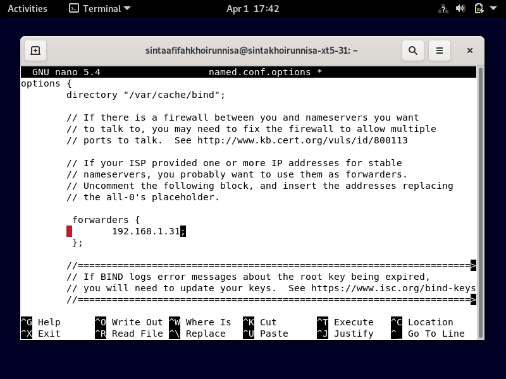 Activities Terminal Apr 1 17:42
sintaafifahkhoirunnisa@sintakhoirunnisa-xt5-31: ~
GNU nano 5.4 named.conf.options *
options {
directory "/var/cache/bind";
// If there is a firewall between you and nameservers you want
// to talk to, you may need to fix the firewall to allow multiple
// ports to talk. See http://www.kb.cert.org/vuls/id/800113
// If your ISP provided one or more IP addresses for stable
// nameservers, you probably want to use them as forwarders.
// Uncomment the following block, and insert the addresses replacing
// the all-0's placeholder.
forwarders {
192.168.1.31;
};
//=====================================================================>
// If BIND logs error messages about the root key being expired,
// you will need to update your keys. See https://www.isc.org/bind-keys
//=====================================================================>
^G Help ^O Write Out ^W Where Is ^K Cut ^T Execute ^C Location
^X Exit ^R Read File ^\ Replace ^U Paste ^J Justify ^_ Go To Line